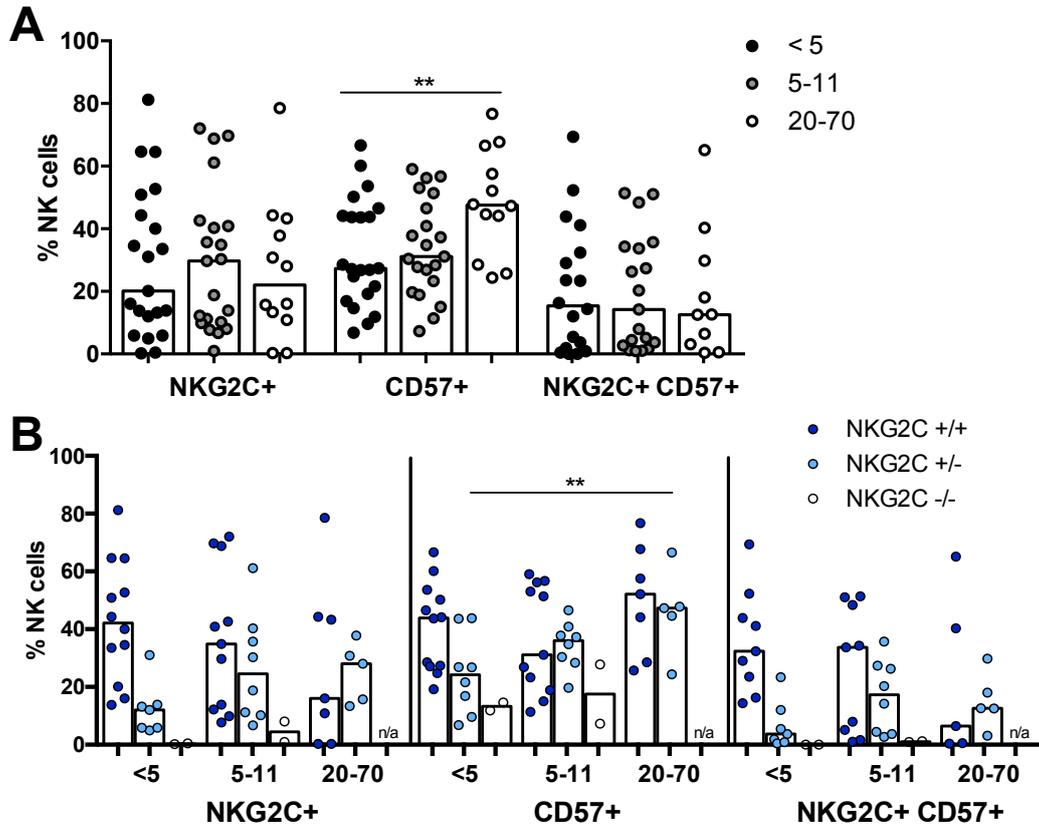 A
100
80
60
40
20
0
% NK cells
**
< 5
5-11
20-70
NKG2C+ CD57+ NKG2C+ CD57+
B
NKG2C +/+
NKG2C +/-
NKG2C -/-
100
80
60
40
20
0
% NK cells
**
n/a n/a n/a
<5 5-11 20-70 <5 5-11 20-70 <5 5-11 20-70
NKG2C+ CD57+ NKG2C+ CD57+